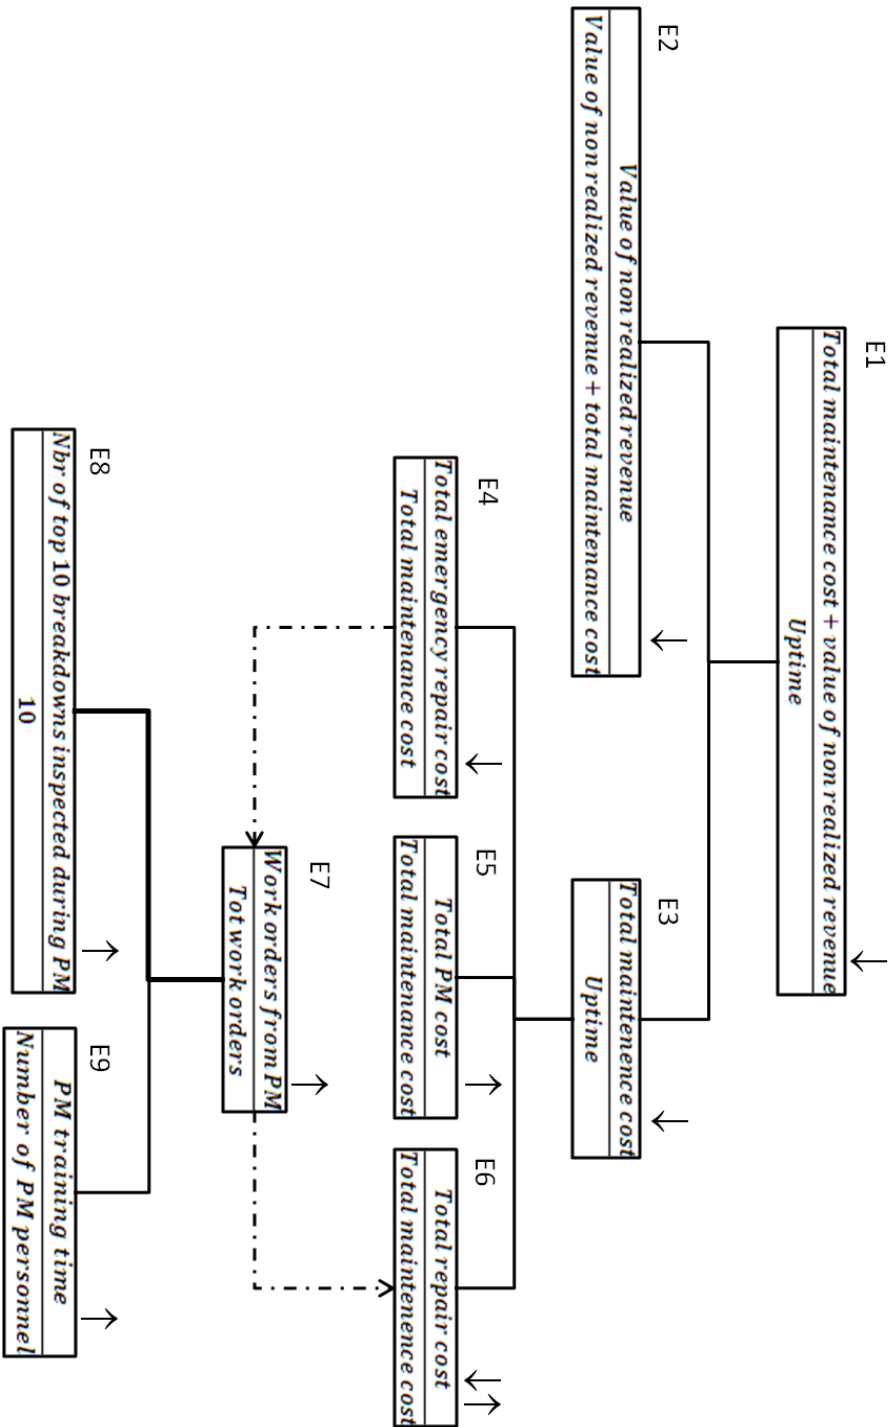 E1
Total maintenance cost + value of non realized revenue
Uptime
E2
Value of non realized revenue
Value of non realized revenue + total maintenance cost
E3
Total maintenence cost
Uptime
E4
Total emergency repair cost
Total maintenance cost
E5
Total PM cost
Total maintenance cost
E6
Total repair cost
Total maintenence cost
E7
Work orders from PM
Tot work orders
E8
Nbr of top 10 breakdowns inspected during PM
10
E9
PM training time
Number of PM personnel